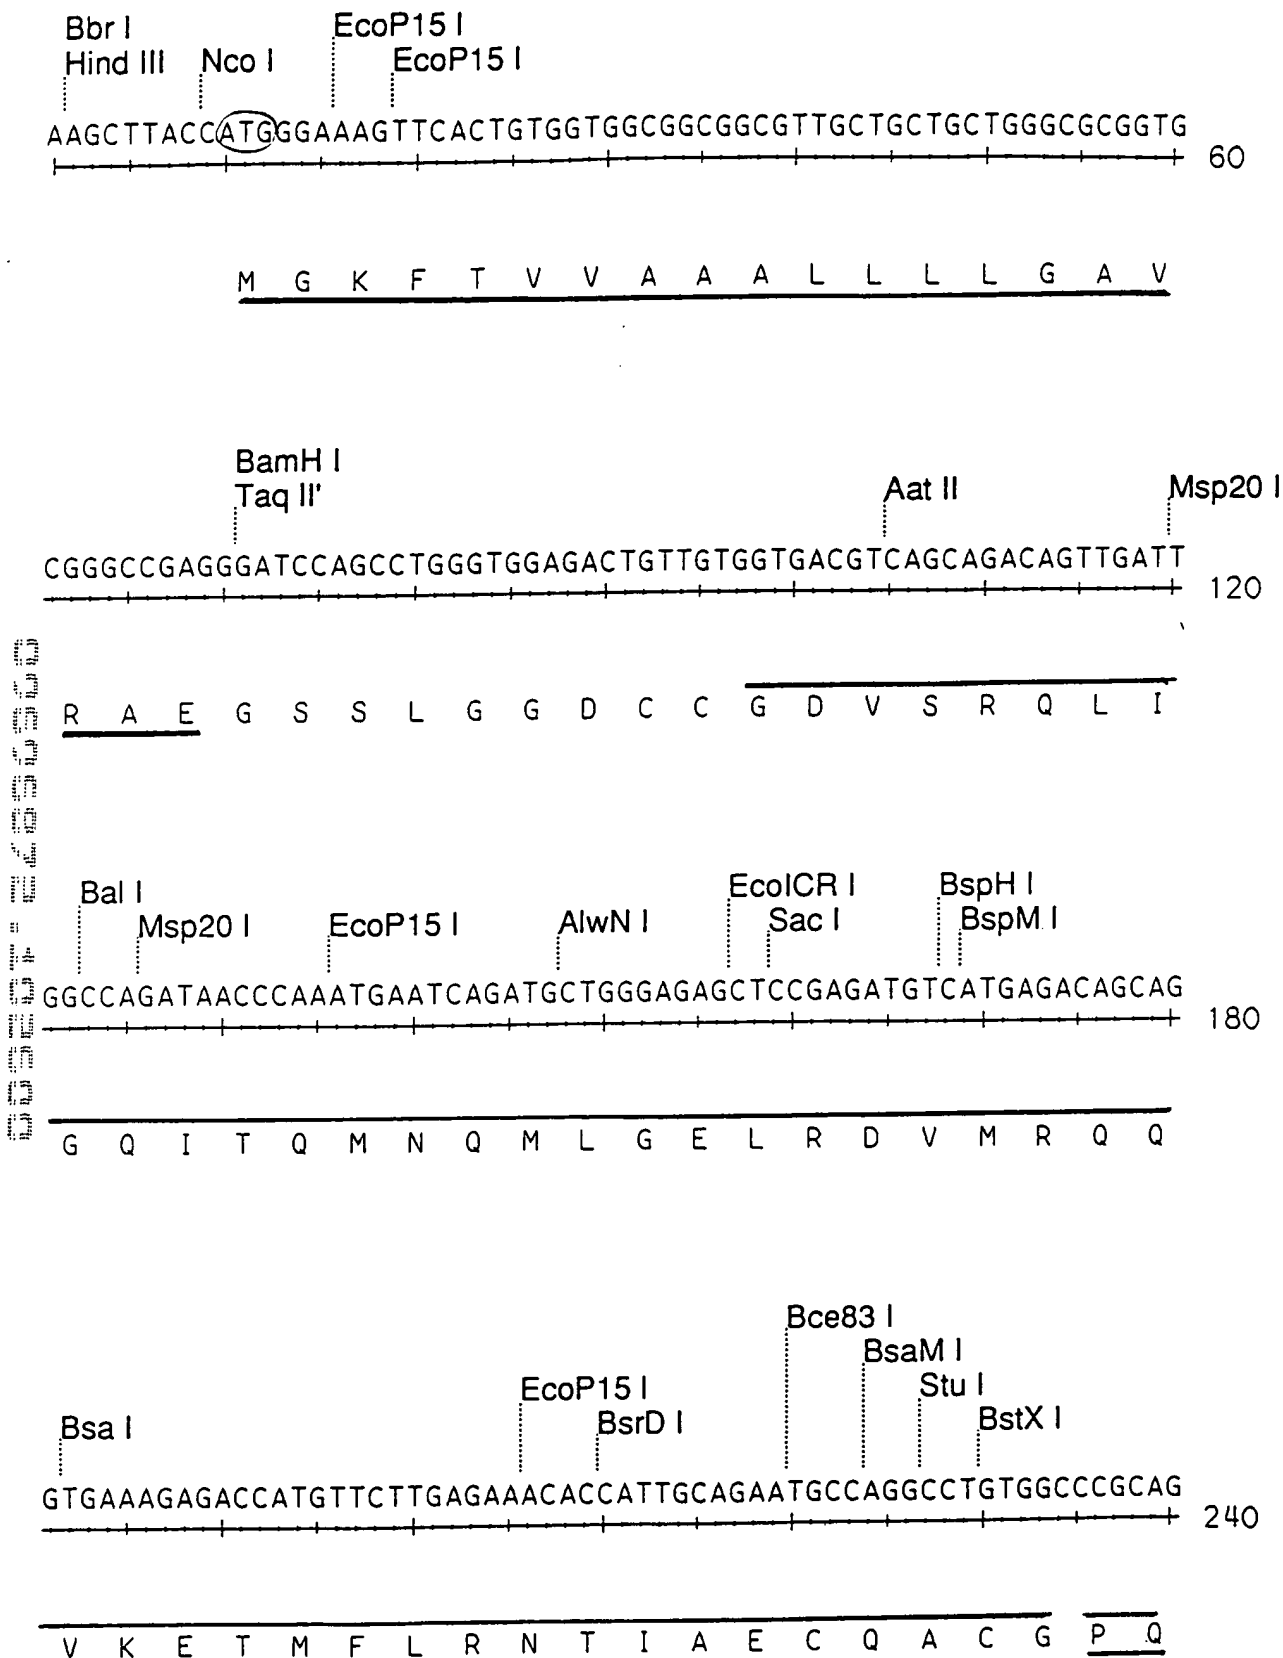 Bbr I
EcoP15 I
Hind III
Nco I
EcoP15 I
AAGCTTACCATGGGAAAGTTCACTGTGGTGGCGGCGGCGTTGCTGCTGCTGGGCGCGGTG
60
M G K F T V V A A A L L L L G A V
BamH I
Taq II'
Aat II
Msp20 I
CGGGCCGAGGGATCCAGCCTGGGTGGAGACTGTTGTGGTGACGTCAGCAGACAGTTGATT
120
R A E G S S L G G D C C G D V S R Q L I
Bal I
EcoICR I
BspH I
Msp20 I
EcoP15 I
AlwN I
Sac I
BspM I
GGCCAGATAACCCAAATGAATCAGATGCTGGGAGAGCTCCGAGATGTCATGAGACAGCAG
180
G Q I T Q M N Q M L G E L R D V M R Q Q
Bce83 I
BsaM I
EcoP15 I
Stu I
Bsa I
BsrD I
BstX I
GTGAAAGAGACCATGTTCTTGAGAAACACCATTGCAGAATGCCAGGCCTGTGGCCCGCAG
240
V K E T M F L R N T I A E C Q A C G P Q